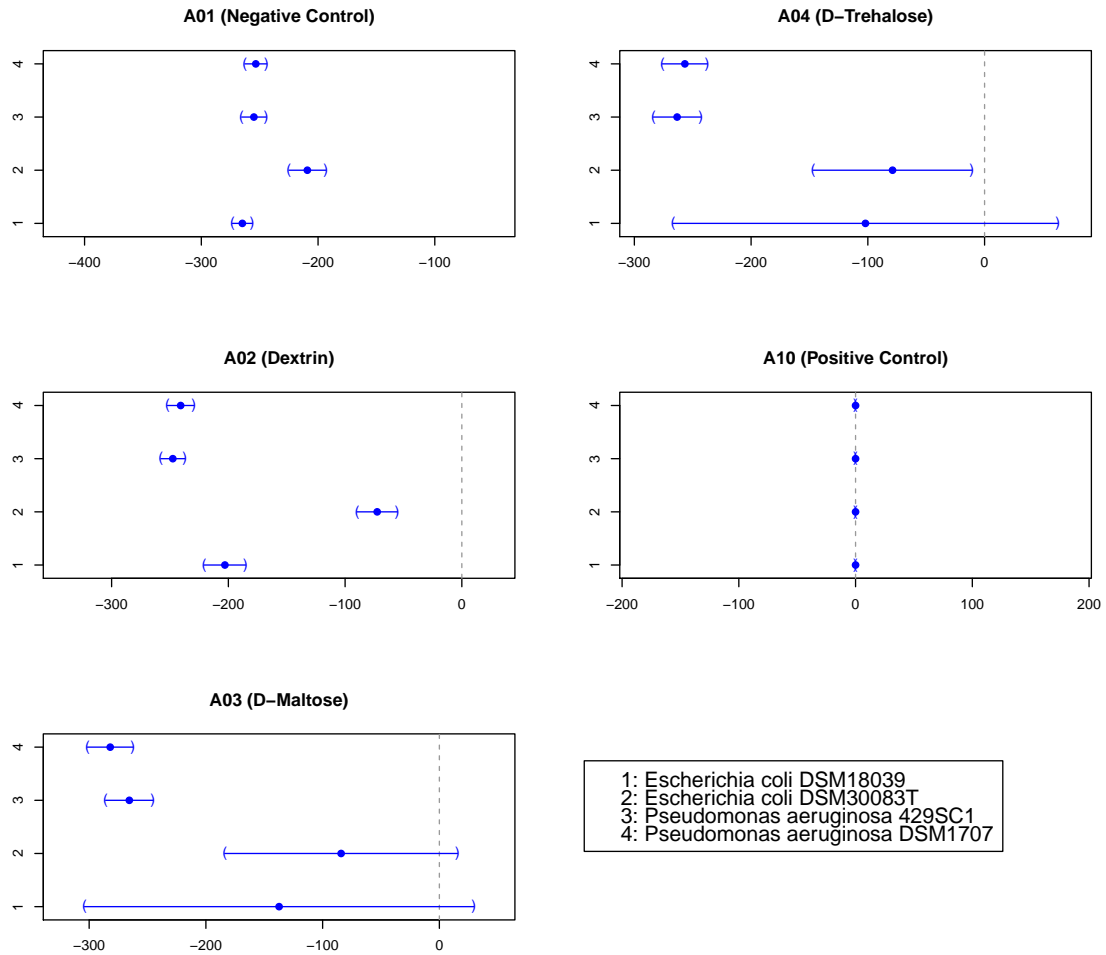 A01 (Negative Control)
4
3
2
1
−400 −300 −200 −100
A04 (D−Trehalose)
4
3
2
1
−300 −200 −100 0
A02 (Dextrin)
4
3
2
1
−300 −200 −100 0
A10 (Positive Control)
4
3
2
1
−200 −100 0 100 200
A03 (D−Maltose)
4
3
2
1
−300 −200 −100 0
1: Escherichia coli DSM18039
2: Escherichia coli DSM30083T
3: Pseudomonas aeruginosa 429SC1
4: Pseudomonas aeruginosa DSM1707